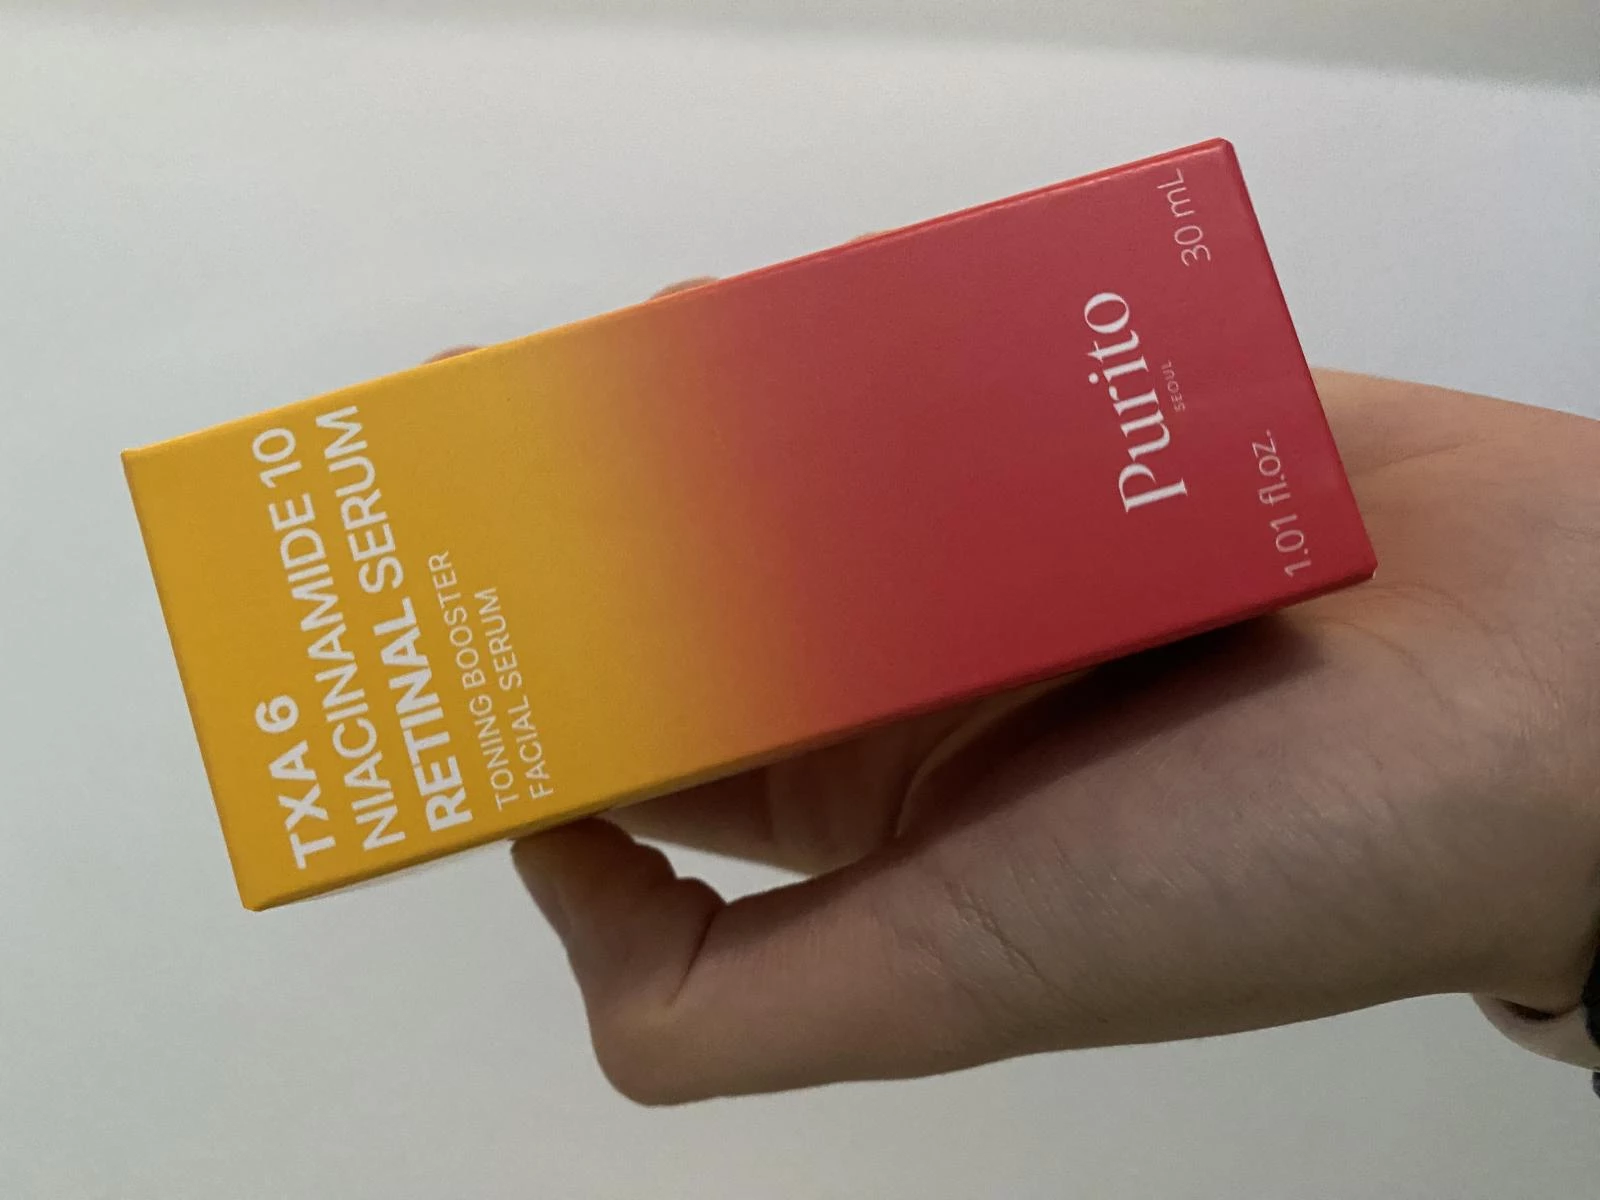 TXA 6
NIACINAMIDE 10
RETINAL SERUM
TONING BOOSTER
FACIAL SERUM
Purito
SEOUL
1.01 fl.oz. 30 mL